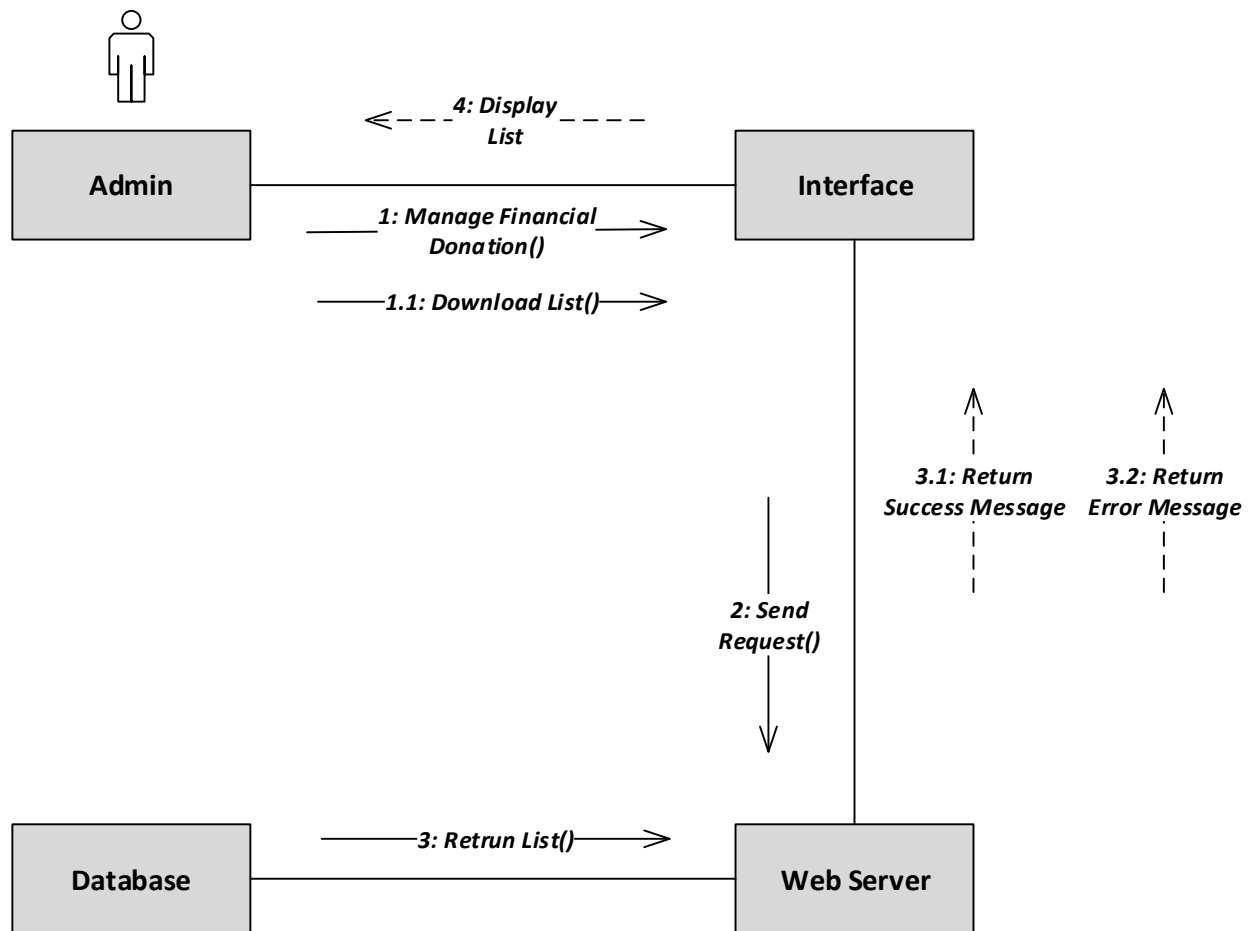 4: Display
List
Admin
Interface
1: Manage Financial
Donation()
1.1: Download List()
3.1: Return
Success Message
3.2: Return
Error Message
2: Send
Request()
3: Retrun List()
Database
Web Server